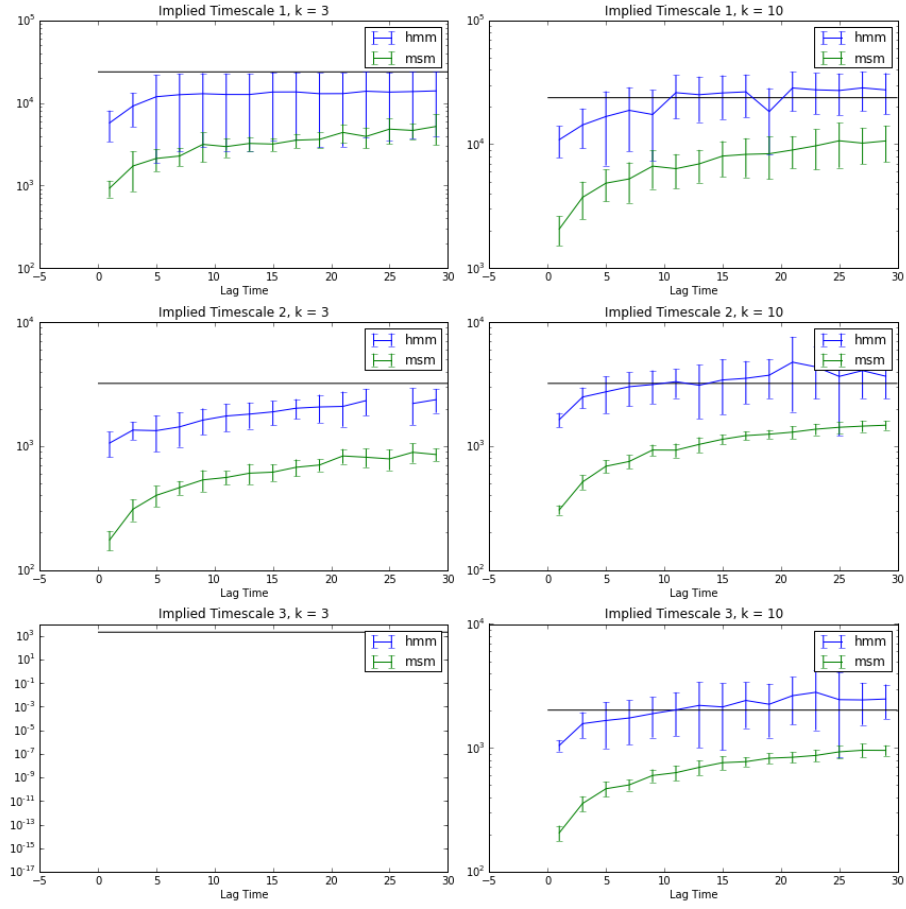 Implied Timescale 1, k = 3
10^5
10^4
10^3
10^2
hmm
msm
-5 0 5 10 15 20 25 30
Lag Time
Implied Timescale 1, k = 10
10^5
10^4
10^3
hmm
msm
-5 0 5 10 15 20 25 30
Lag Time
Implied Timescale 2, k = 3
10^4
10^3
10^2
hmm
msm
-5 0 5 10 15 20 25 30
Lag Time
Implied Timescale 2, k = 10
10^4
10^3
10^2
hmm
msm
-5 0 5 10 15 20 25 30
Lag Time
Implied Timescale 3, k = 3
10^3
10^1
10^-1
10^-3
10^-5
10^-7
10^-9
10^-11
10^-13
10^-15
10^-17
hmm
msm
-5 0 5 10 15 20 25 30
Lag Time
Implied Timescale 3, k = 10
10^4
10^3
10^2
hmm
msm
-5 0 5 10 15 20 25 30
Lag Time